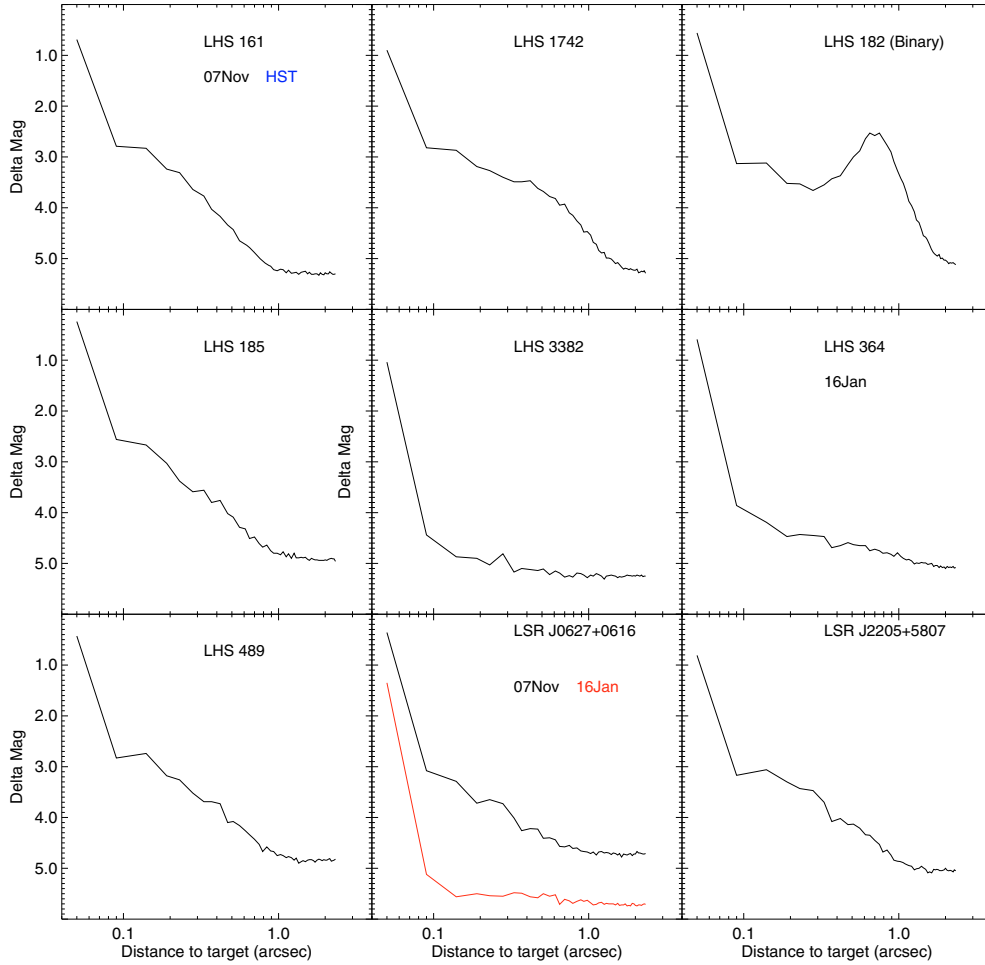 LHS 161
07Nov HST
LHS 1742
LHS 182 (Binary)
1.0
2.0
3.0
4.0
5.0
Delta Mag
LHS 185
LHS 3382
LHS 364
16Jan
1.0
2.0
3.0
4.0
5.0
Delta Mag
Delta Mag
LHS 489
LSR J0627+0616
07Nov 16Jan
LSR J2205+5807
1.0
2.0
3.0
4.0
5.0
Delta Mag
0.1 1.0
0.1 1.0
0.1 1.0
Distance to target (arcsec)
Distance to target (arcsec)
Distance to target (arcsec)